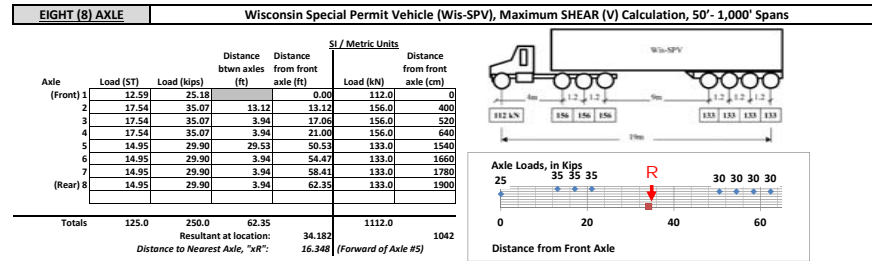 EIGHT (8) AXLE Wisconsin Special Permit Vehicle (Wis-SPV), Maximum SHEAR (V) Calculation, 50’- 1,000’ Spans
SI / Metric Units
Distance Distance Distance
btwn axles from front from front
Axle Load (ST) Load (kips) (ft) axle (ft) Load (kN) axle (cm)
(Front) 1 12.59 25.18 0.00 112.0 0
2 17.54 35.07 13.12 13.12 156.0 400
3 17.54 35.07 3.94 17.06 156.0 520
4 17.54 35.07 3.94 21.00 156.0 640
5 14.95 29.90 29.53 50.53 133.0 1540
6 14.95 29.90 3.94 54.47 133.0 1660
7 14.95 29.90 3.94 58.41 133.0 1780
(Rear) 8 14.95 29.90 3.94 62.35 133.0 1900
Totals 125.0 250.0 62.35 1112.0
Resultant at location: 34.182 1042
Distance to Nearest Axle, "xR": 16.348 (Forward of Axle #5)
Wis-SPV
4m 1.2 1.2 9m 1.2 1.2 1.2
112 kN 156 156 156 133 133 133 133
19m
Axle Loads, in Kips
25 35 35 35 R 30 30 30 30
0 20 40 60
Distance from Front Axle